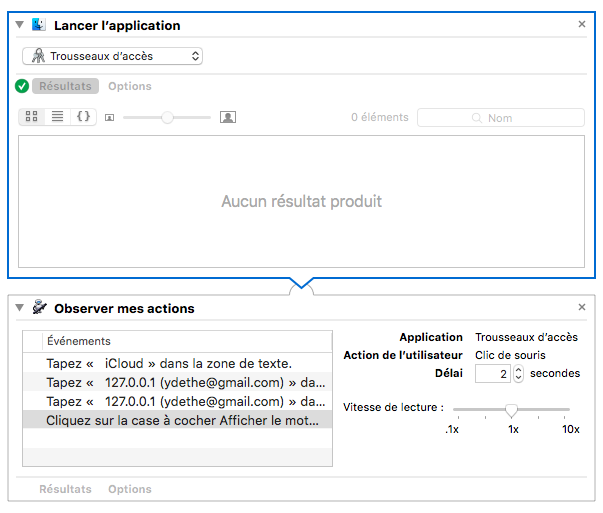 Lancer l'application
Trousseaux d'accès
Résultats Options
0 éléments Nom
Aucun résultat produit
Observer mes actions
Événements
Tapez «   iCloud » dans la zone de texte.
Tapez «   127.0.0.1 (ydethe@gmail.com) » da...
Tapez «   127.0.0.1 (ydethe@gmail.com) » da...
Cliquez sur la case à cocher Afficher le mot...
Application Trousseaux d'accès
Action de l'utilisateur Clic de souris
Délai 2 secondes
Vitesse de lecture :
.1x 1x 10x
Résultats Options